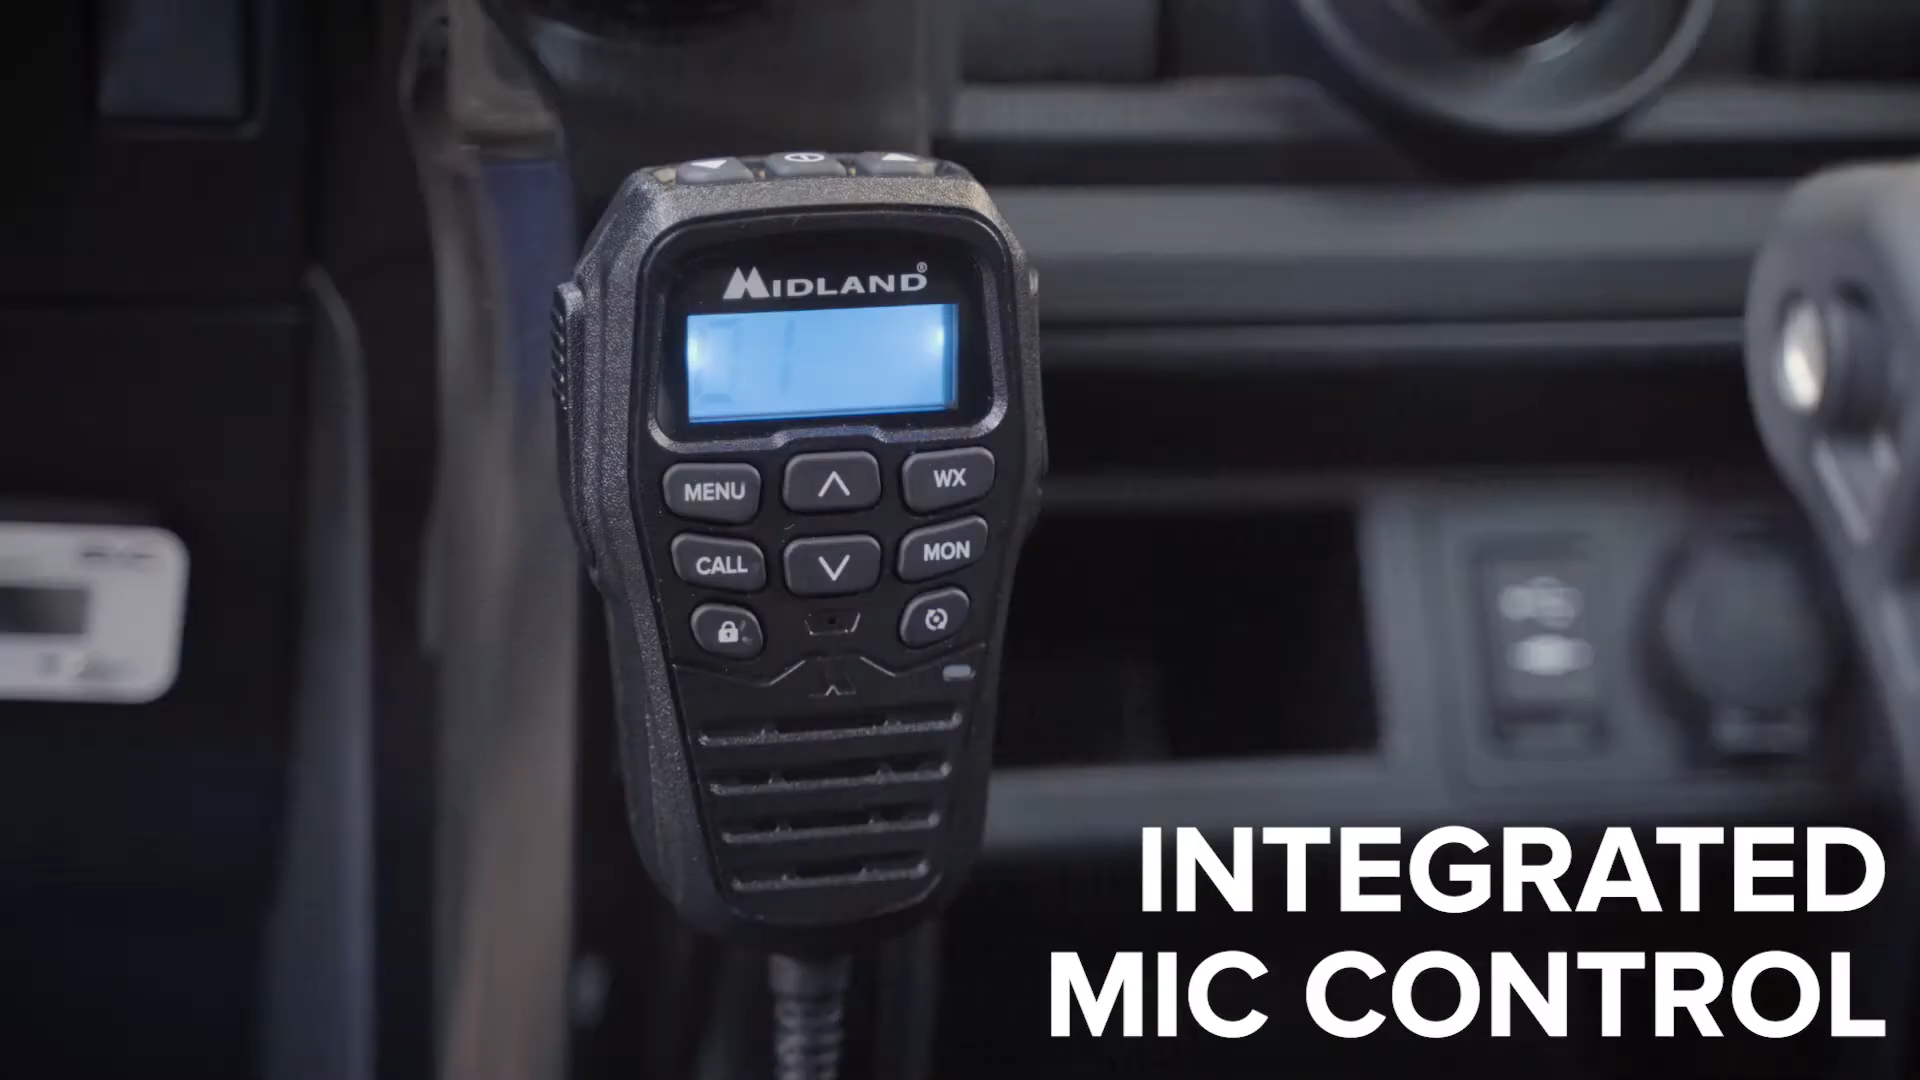 MIDLAND®
MENU
WX
CALL
MON
INTEGRATED
MIC CONTROL